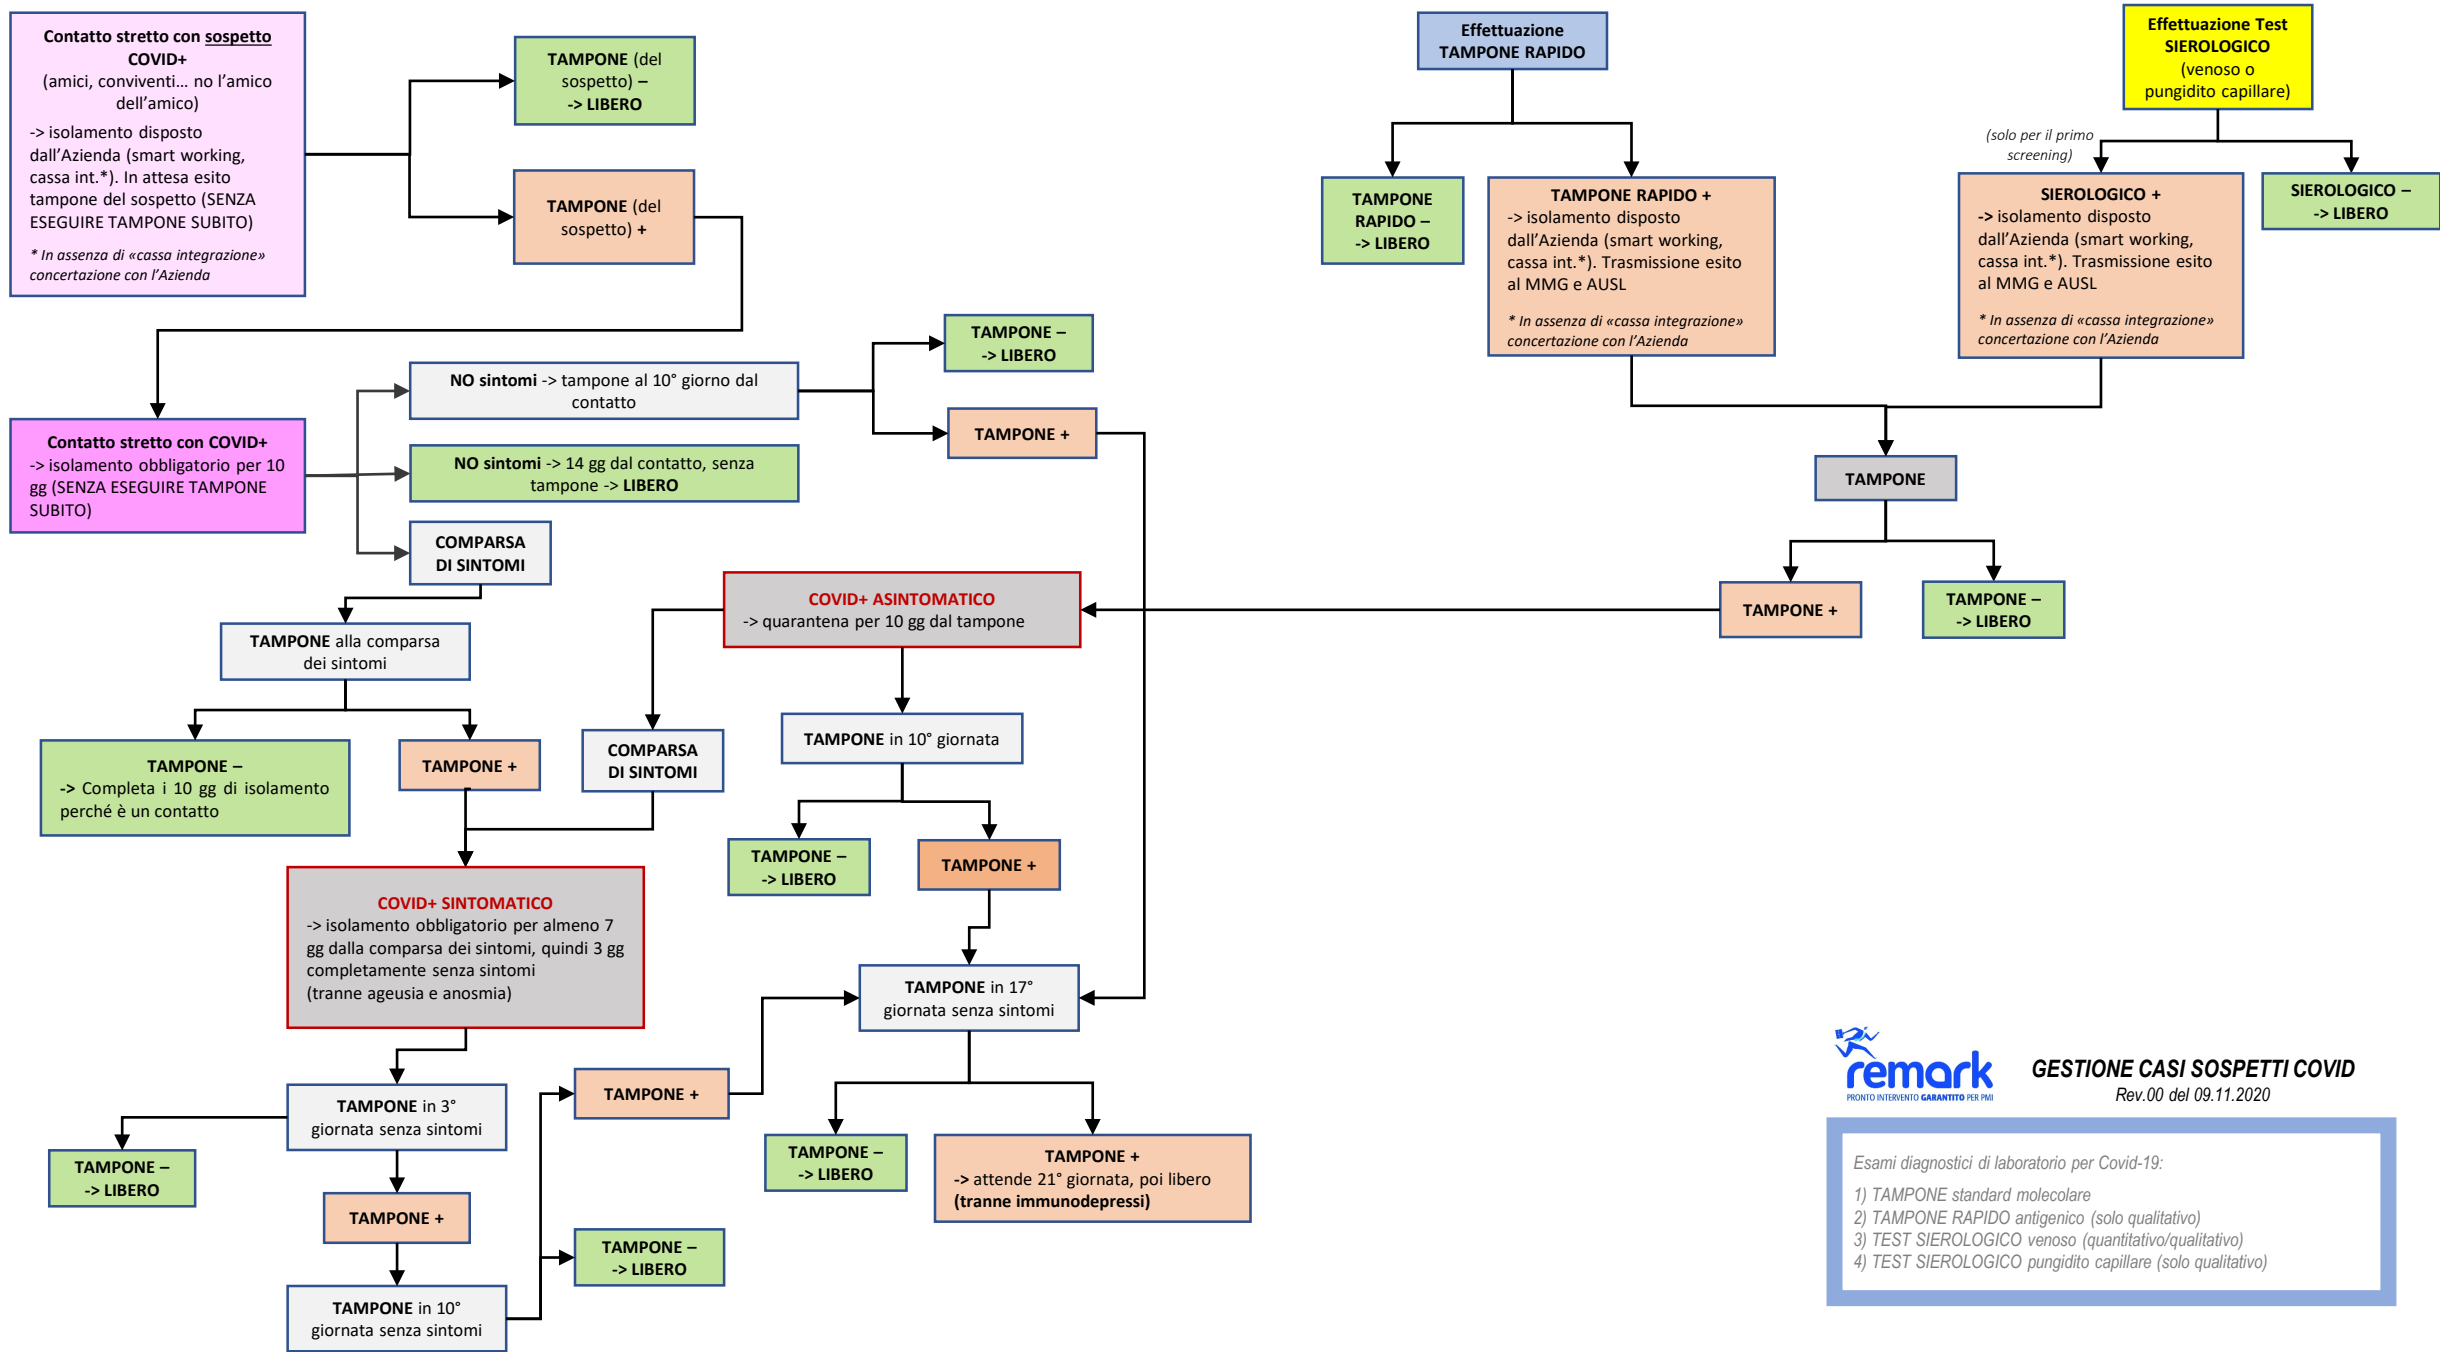 Contatto stretto con sospetto
COVID+
(amici, conviventi… no l’amico
dell’amico)
-> isolamento disposto
dall’Azienda (smart working,
cassa int.*). In attesa esito
tampone del sospetto (SENZA
ESEGUIRE TAMPONE SUBITO)
* In assenza di «cassa integrazione»
concertazione con l’Azienda
TAMPONE (del
sospetto) –
-> LIBERO
TAMPONE (del
sospetto) +
Effettuazione
TAMPONE RAPIDO
TAMPONE
RAPIDO –
-> LIBERO
TAMPONE RAPIDO +
-> isolamento disposto
dall’Azienda (smart working,
cassa int.*). Trasmissione esito
al MMG e AUSL
* In assenza di «cassa integrazione»
concertazione con l’Azienda
Effettuazione Test
SIEROLOGICO
(venoso o
pungidito capillare)
(solo per il primo
screening)
SIEROLOGICO +
-> isolamento disposto
dall’Azienda (smart working,
cassa int.*). Trasmissione esito
al MMG e AUSL
* In assenza di «cassa integrazione»
concertazione con l’Azienda
SIEROLOGICO –
-> LIBERO
Contatto stretto con COVID+
-> isolamento obbligatorio per 10
gg (SENZA ESEGUIRE TAMPONE
SUBITO)
NO sintomi -> tampone al 10° giorno dal
contatto
NO sintomi -> 14 gg dal contatto, senza
tampone -> LIBERO
COMPARSA
DI SINTOMI
TAMPONE –
-> LIBERO
TAMPONE +
TAMPONE
TAMPONE +
TAMPONE –
-> LIBERO
TAMPONE alla comparsa
dei sintomi
TAMPONE –
-> Completa i 10 gg di isolamento
perché è un contatto
TAMPONE +
COVID+ ASINTOMATICO
-> quarantena per 10 gg dal tampone
COMPARSA
DI SINTOMI
TAMPONE in 10° giornata
TAMPONE –
-> LIBERO
TAMPONE +
COVID+ SINTOMATICO
-> isolamento obbligatorio per almeno 7
gg dalla comparsa dei sintomi, quindi 3 gg
completamente senza sintomi
(tranne ageusia e anosmia)
TAMPONE in 17°
giornata senza sintomi
TAMPONE in 3°
giornata senza sintomi
TAMPONE –
-> LIBERO
TAMPONE +
TAMPONE in 10°
giornata senza sintomi
TAMPONE +
TAMPONE –
-> LIBERO
TAMPONE –
-> LIBERO
TAMPONE +
-> attende 21° giornata, poi libero
(tranne immunodepressi)
remark
PRONTO INTERVENTO GARANTITO PER PMI
GESTIONE CASI SOSPETTI COVID
Rev.00 del 09.11.2020
Esami diagnostici di laboratorio per Covid-19:
1) TAMPONE standard molecolare
2) TAMPONE RAPIDO antigenico (solo qualitativo)
3) TEST SIEROLOGICO venoso (quantitativo/qualitativo)
4) TEST SIEROLOGICO pungidito capillare (solo qualitativo)